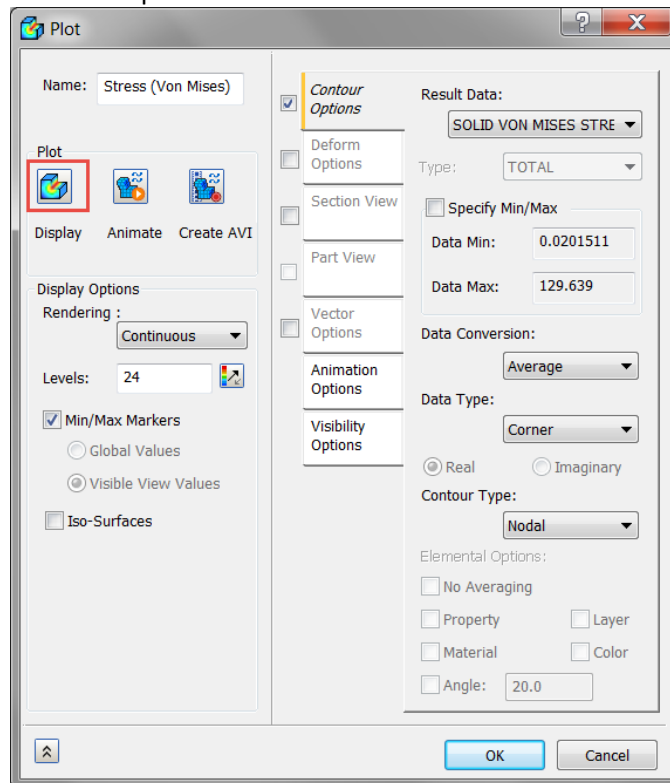 Plot
Name: Stress (Von Mises)
Plot
Display Animate Create AVI
Display Options
Rendering :
Continuous
Levels: 24
Min/Max Markers
Global Values
Visible View Values
Iso-Surfaces
Contour
Options
Deform
Options
Section View
Part View
Vector
Options
Animation
Options
Visibility
Options
Result Data:
SOLID VON MISES STRE
Type: TOTAL
Specify Min/Max
Data Min: 0.0201511
Data Max: 129.639
Data Conversion:
Average
Data Type:
Corner
Real Imaginary
Contour Type:
Nodal
Elemental Options:
No Averaging
Property Layer
Material Color
Angle: 20.0
OK Cancel